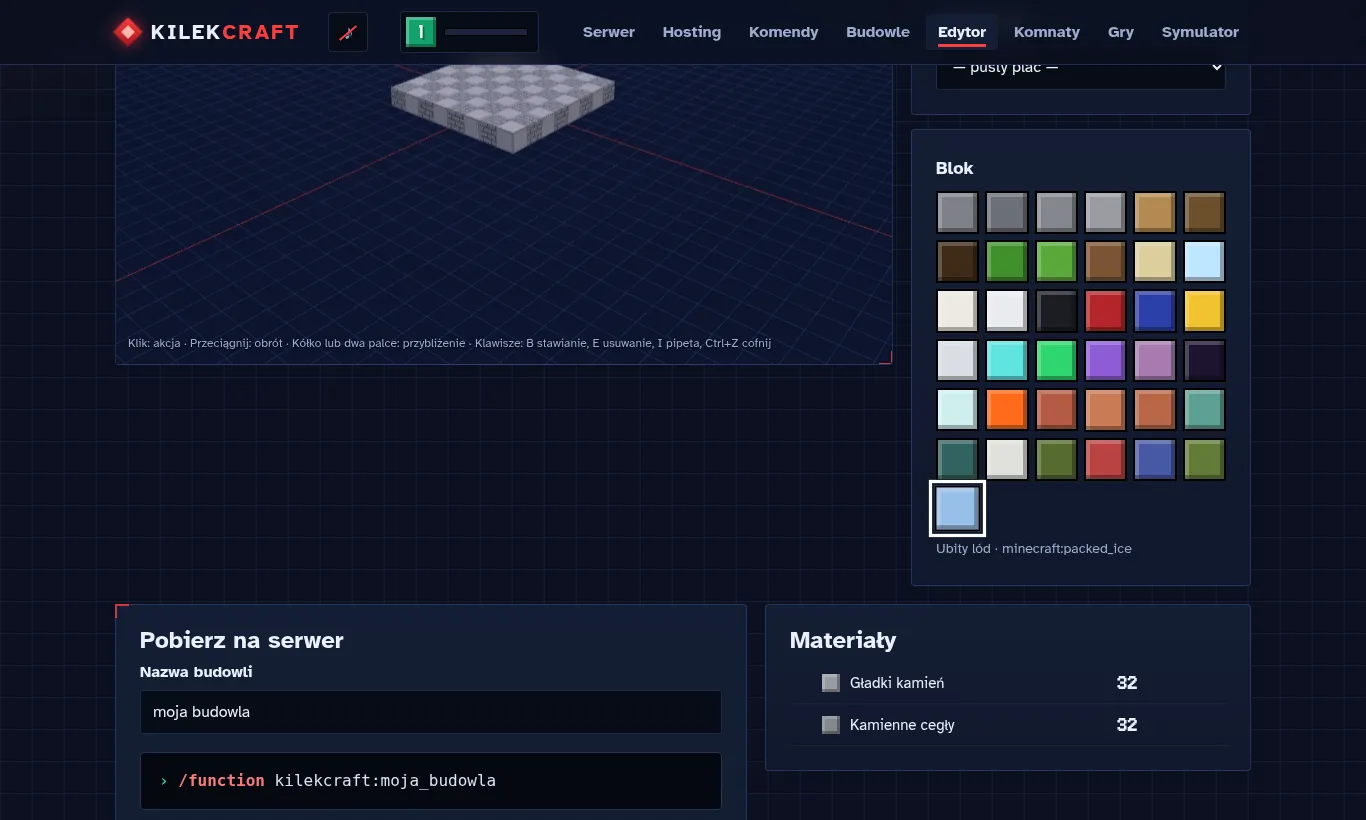 KILEKCRAFT
1
Serwer
Hosting
Komendy
Budowle
Edytor
Komnaty
Gry
Symulator
— pusty plac —
Klik: akcja · Przeciągnij: obrót · Kółko lub dwa palce: przybliżenie · Klawisze: B stawianie, E usuwanie, I pipeta, Ctrl+Z cofnij
Blok
Ubity lód · minecraft:packed_ice
Pobierz na serwer
Nazwa budowli
moja budowla
› /function kilekcraft:moja_budowla
Materiały
Gładki kamień 32
Kamienne cegły 32